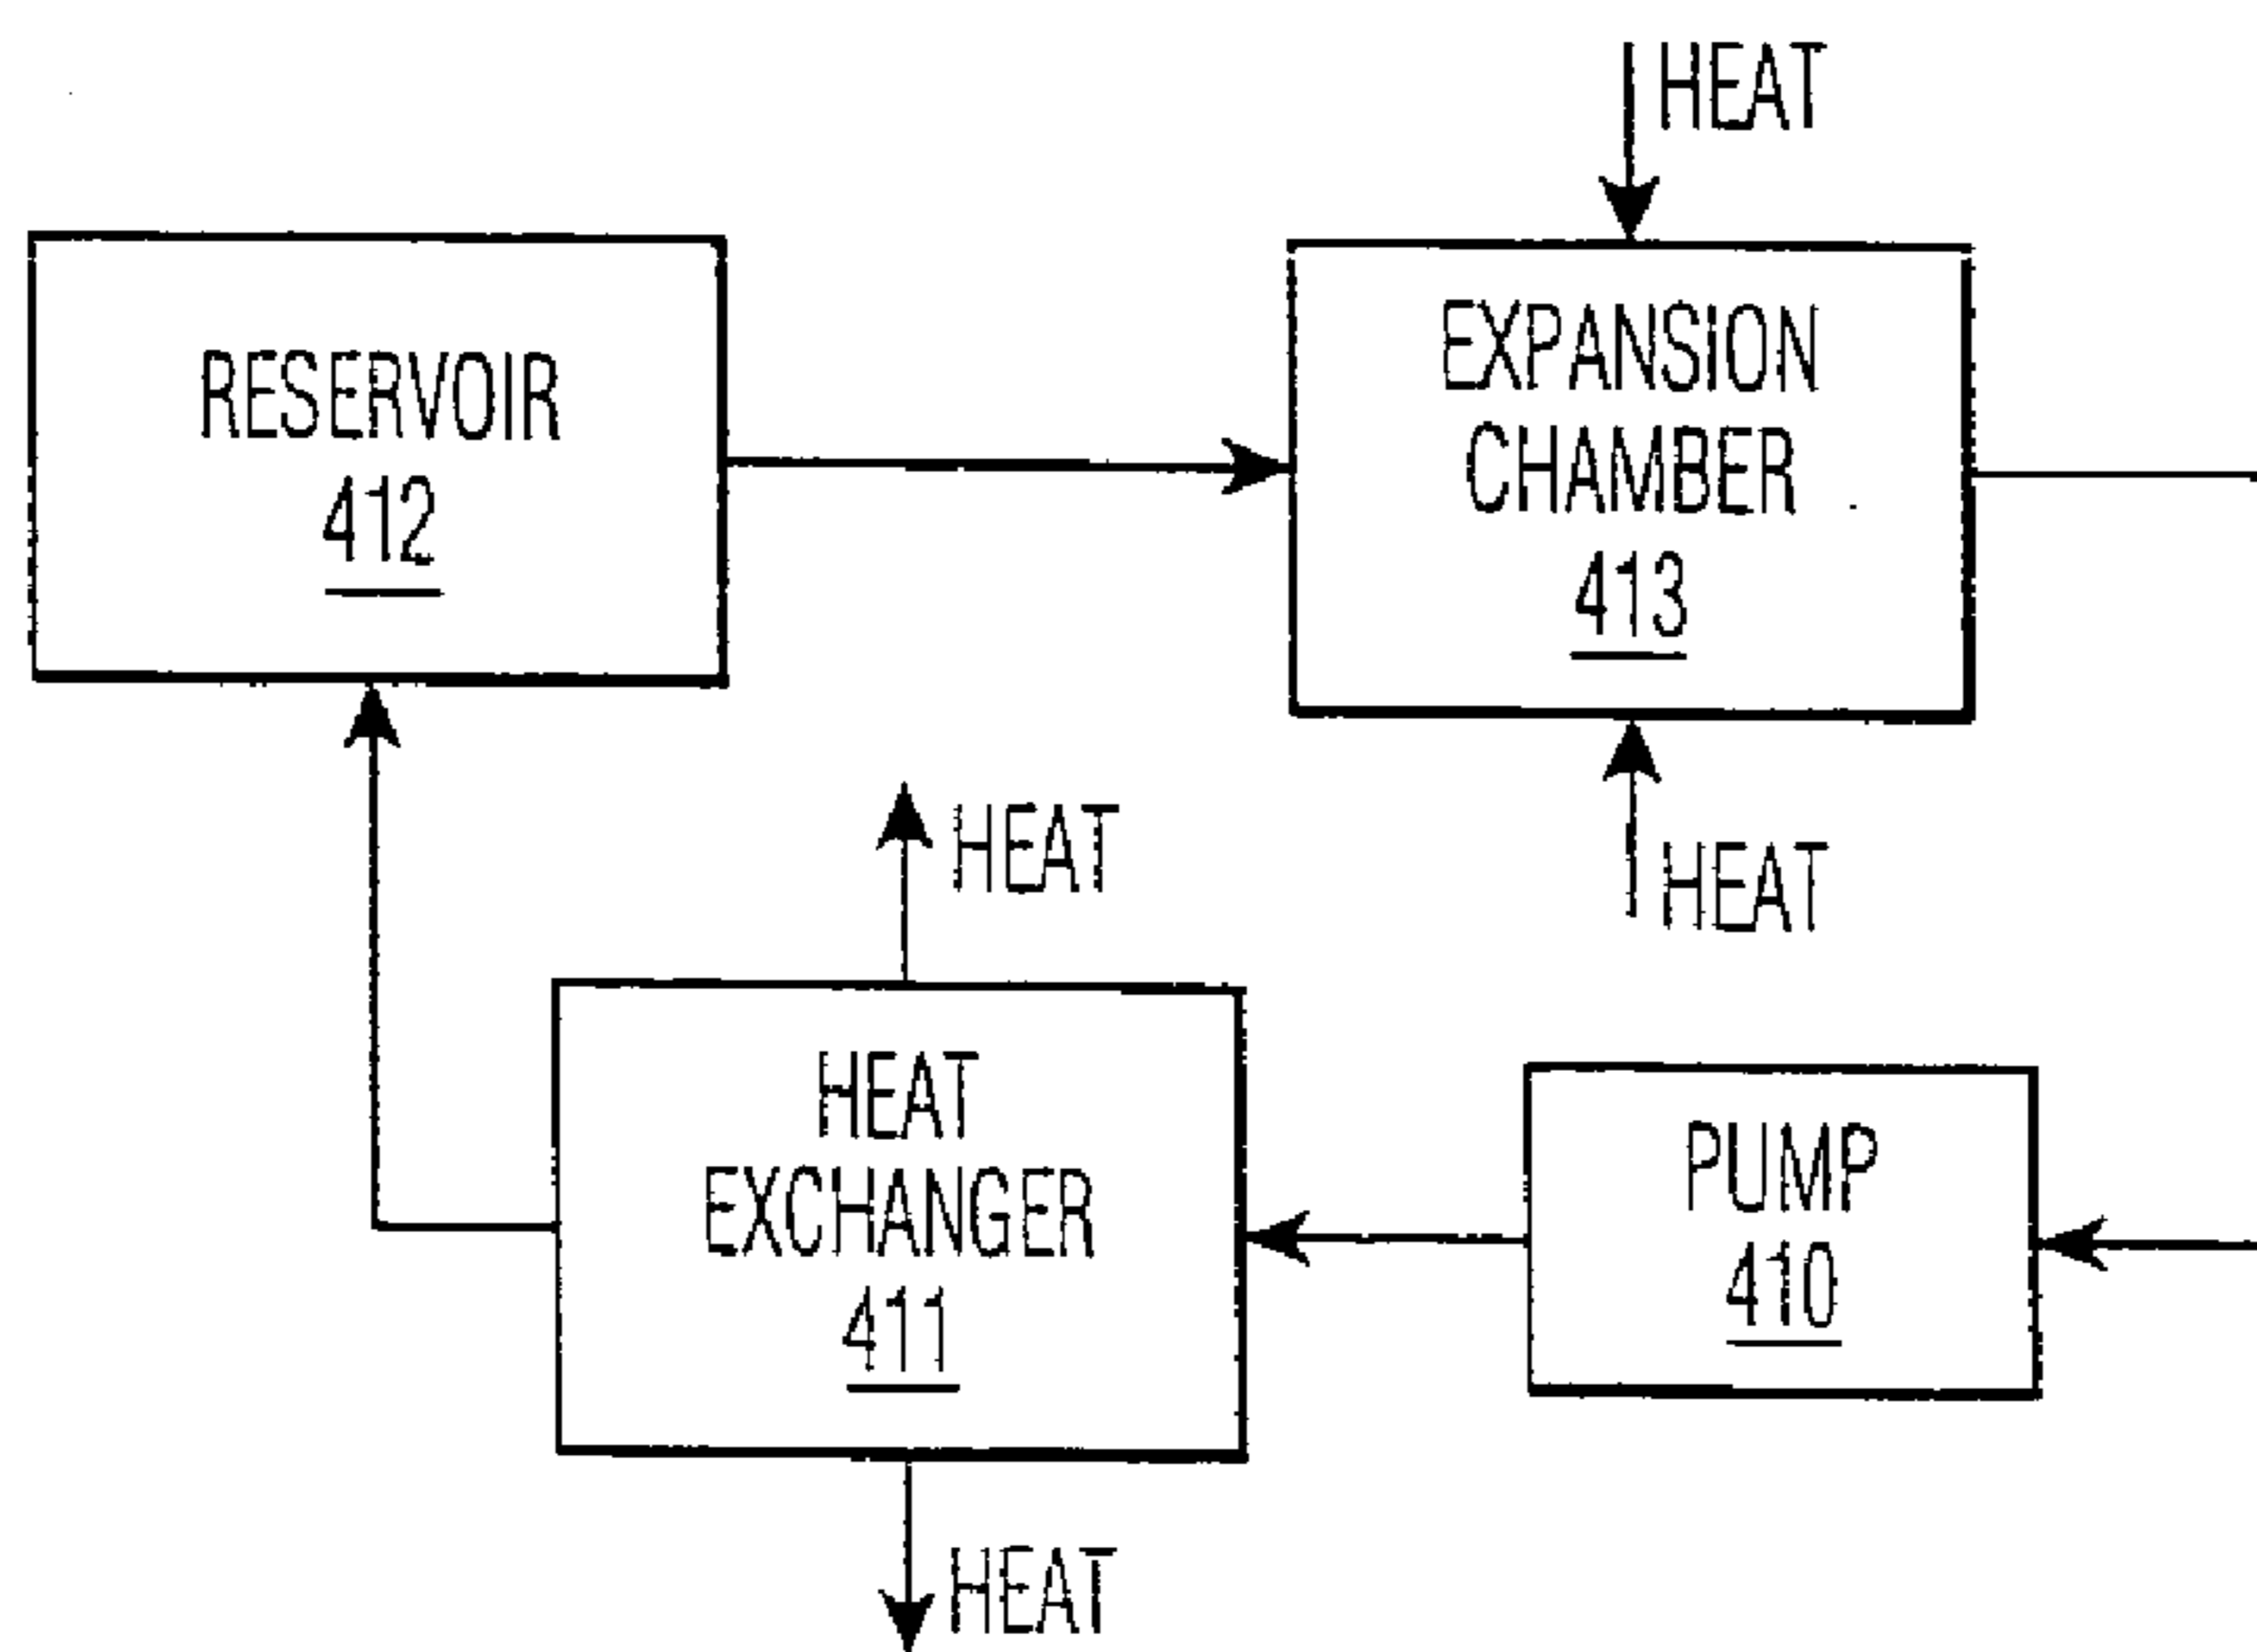 HEAT
RESERVOIR
412
EXPANSION
CHAMBER
413
HEAT
HEAT
HEAT
EXCHANGER
411
PUMP
410
HEAT